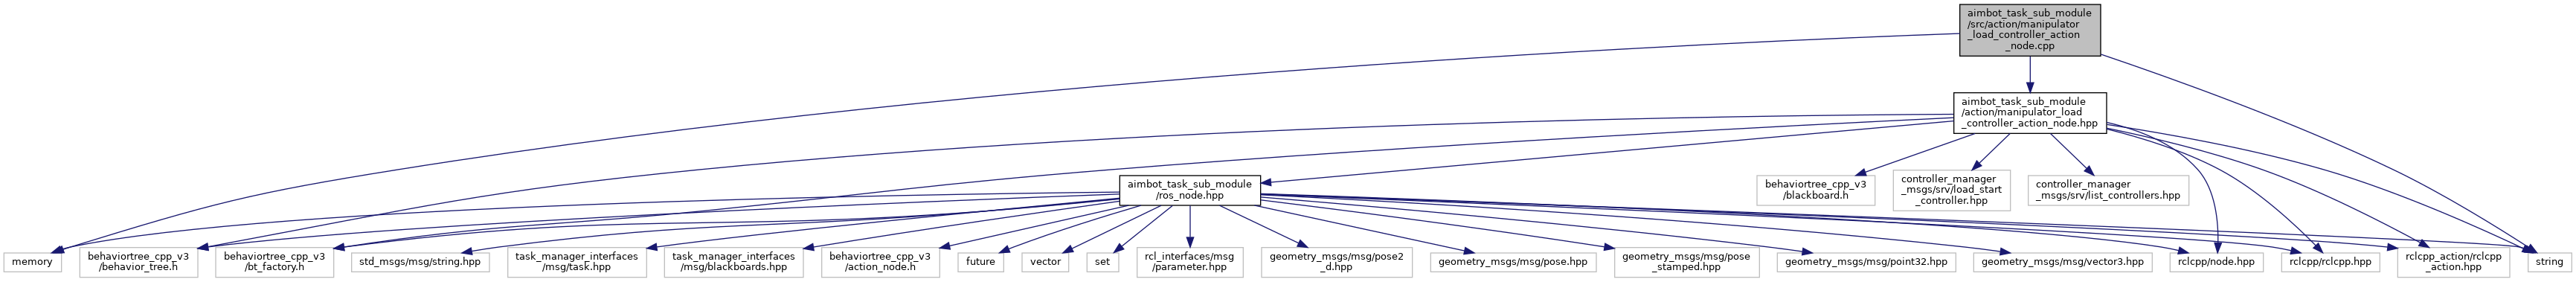 aimbot_task_sub_module
/src/action/manipulator
_load_controller_action
_node.cpp
aimbot_task_sub_module
/action/manipulator_load
_controller_action_node.hpp
aimbot_task_sub_module
/ros_node.hpp
behaviortree_cpp_v3
/blackboard.h
controller_manager
_msgs/srv/load_start
_controller.hpp
controller_manager
_msgs/srv/list_controllers.hpp
memory
behaviortree_cpp_v3
/behavior_tree.h
behaviortree_cpp_v3
/bt_factory.h
std_msgs/msg/string.hpp
task_manager_interfaces
/msg/task.hpp
task_manager_interfaces
/msg/blackboards.hpp
behaviortree_cpp_v3
/action_node.h
future
vector
set
rcl_interfaces/msg
/parameter.hpp
geometry_msgs/msg/pose2
_d.hpp
geometry_msgs/msg/pose.hpp
geometry_msgs/msg/pose
_stamped.hpp
geometry_msgs/msg/point32.hpp
geometry_msgs/msg/vector3.hpp
rclcpp/node.hpp
rclcpp/rclcpp.hpp
rclcpp_action/rclcpp
_action.hpp
string